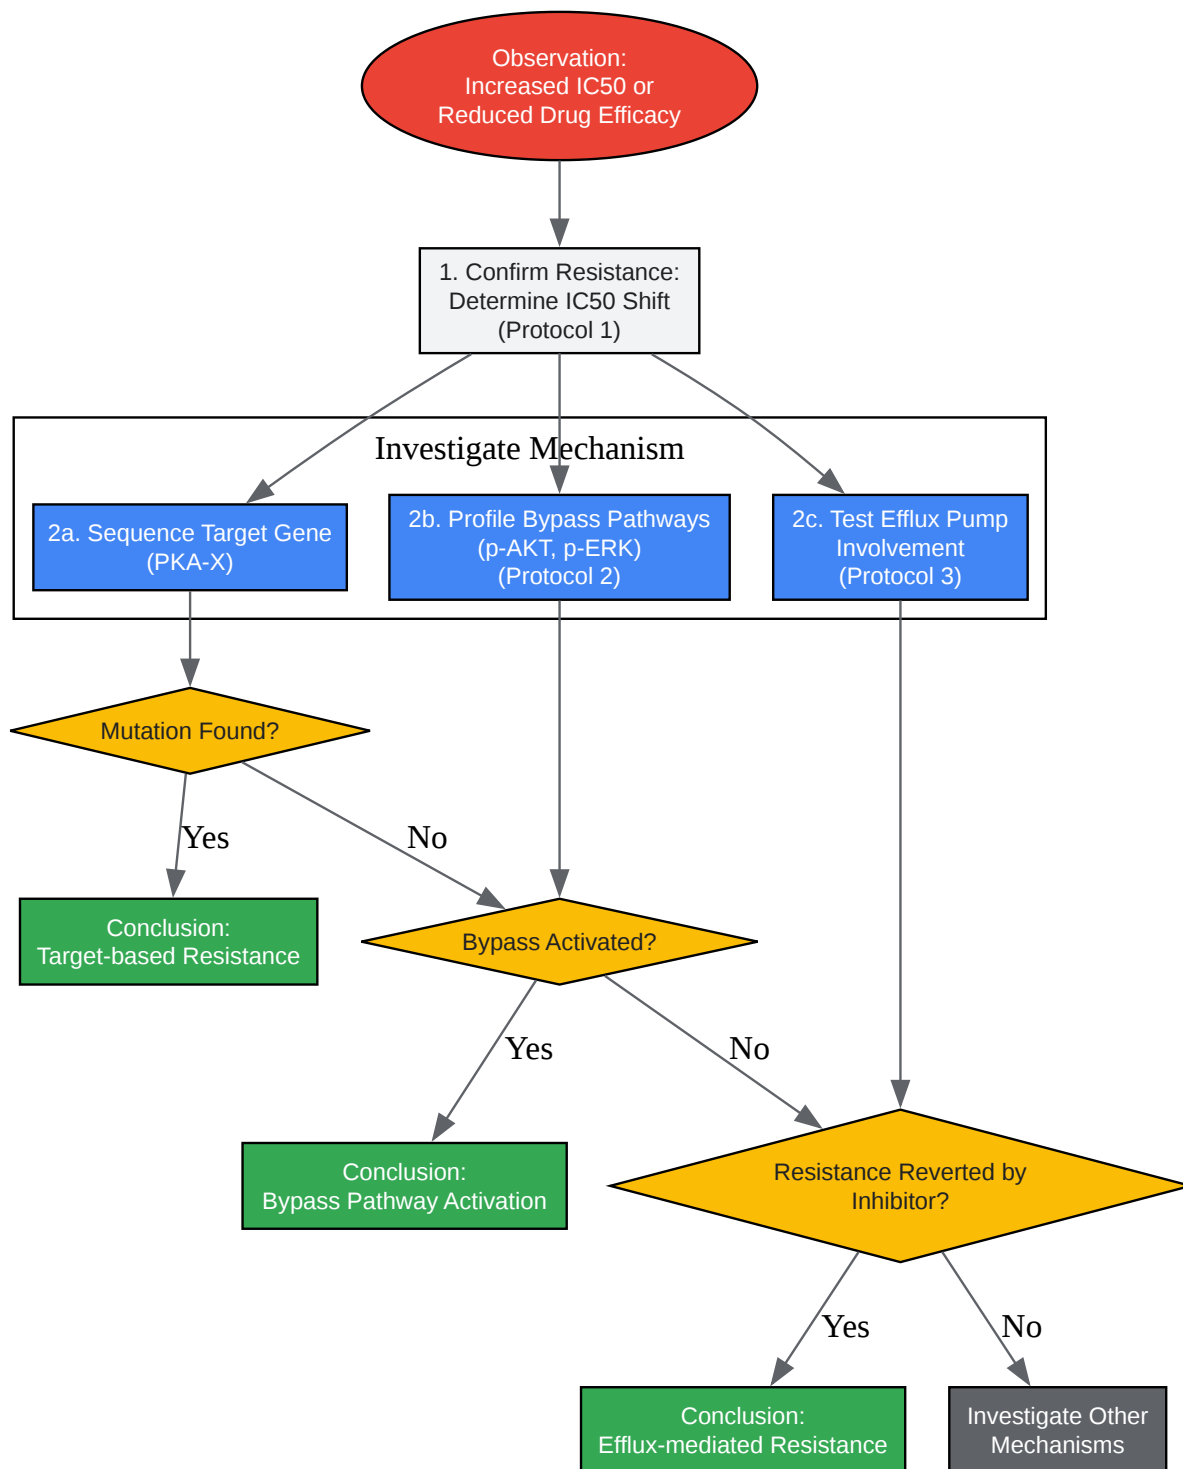 Observation:
Increased IC50 or
Reduced Drug Efficacy
1. Confirm Resistance:
Determine IC50 Shift
(Protocol 1)
Investigate Mechanism
2a. Sequence Target Gene
(PKA-X)
2b. Profile Bypass Pathways
(p-AKT, p-ERK)
(Protocol 2)
2c. Test Efflux Pump
Involvement
(Protocol 3)
Mutation Found?
Yes
No
Conclusion:
Target-based Resistance
Bypass Activated?
Yes
No
Conclusion:
Bypass Pathway Activation
Resistance Reverted by
Inhibitor?
Yes
No
Conclusion:
Efflux-mediated Resistance
Investigate Other
Mechanisms